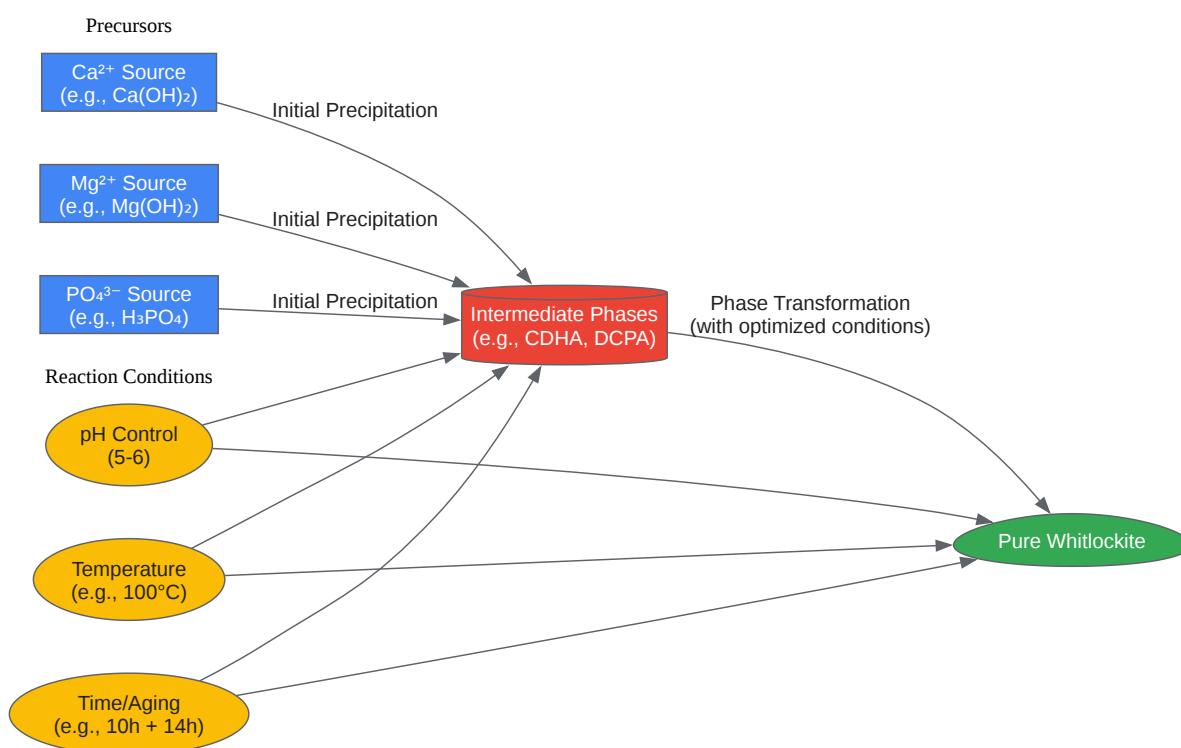 Precursors
Ca²⁺ Source
(e.g., Ca(OH)₂)
Initial Precipitation
Mg²⁺ Source
(e.g., Mg(OH)₂)
Initial Precipitation
PO₄³⁻ Source
(e.g., H₃PO₄)
Initial Precipitation
Intermediate Phases
(e.g., CDHA, DCPA)
Phase Transformation
(with optimized conditions)
Reaction Conditions
pH Control
(5-6)
Temperature
(e.g., 100°C)
Pure Whitlockite
Time/Aging
(e.g., 10h + 14h)